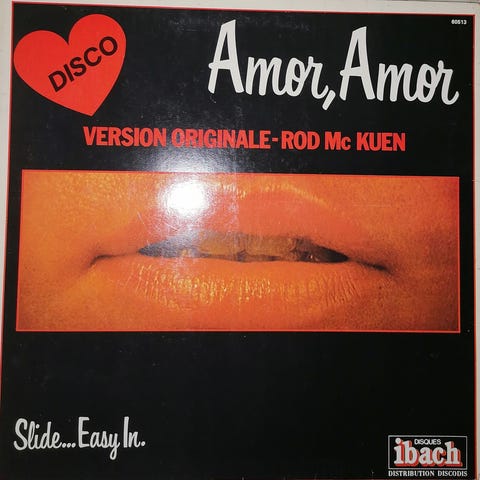 60513
DISCO
Amor, Amor
VERSION ORIGINALE - ROD Mc KUEN
Slide... Easy In.
DISQUES
ibach
DISTRIBUTION DISCODIS